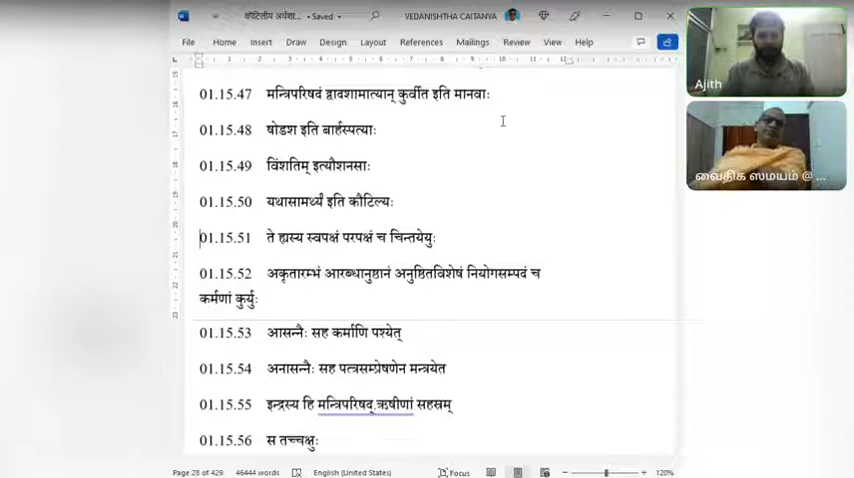 कौटिलीय अर्थशा... • Saved
VEDANISHTHA CAITANYA
File Home Insert Draw Design Layout References Mailings Review View Help
01.15.47 मन्त्रिपरिषदं द्वादशामात्यान् कुर्वीत इति मानवाः
01.15.48 षोडश इति बार्हस्पत्याः
01.15.49 विंशतिम् इत्यौशनसाः
01.15.50 यथासामर्थ्यं इति कौटिल्यः
01.15.51 ते ह्यस्य स्वपक्षं परपक्षं च चिन्तयेयुः
01.15.52 अकृतारम्भं आरब्धानुष्ठानं अनुष्ठितविशेषं नियोगसम्पदं च
कर्मणां कुर्युः
01.15.53 आसन्नैः सह कर्माणि पश्येत्
01.15.54 अनासन्नैः सह पत्त्रसम्प्रेषणेन मन्त्रयेत
01.15.55 इन्द्रस्य हि मन्त्रिपरिषद्.ऋषीणां सहस्रम्
01.15.56 स तच्चक्षुः
Page 28 of 429 46444 words English (United States) Focus 120%
Ajith
வைதிக ஸமயம் @ ...